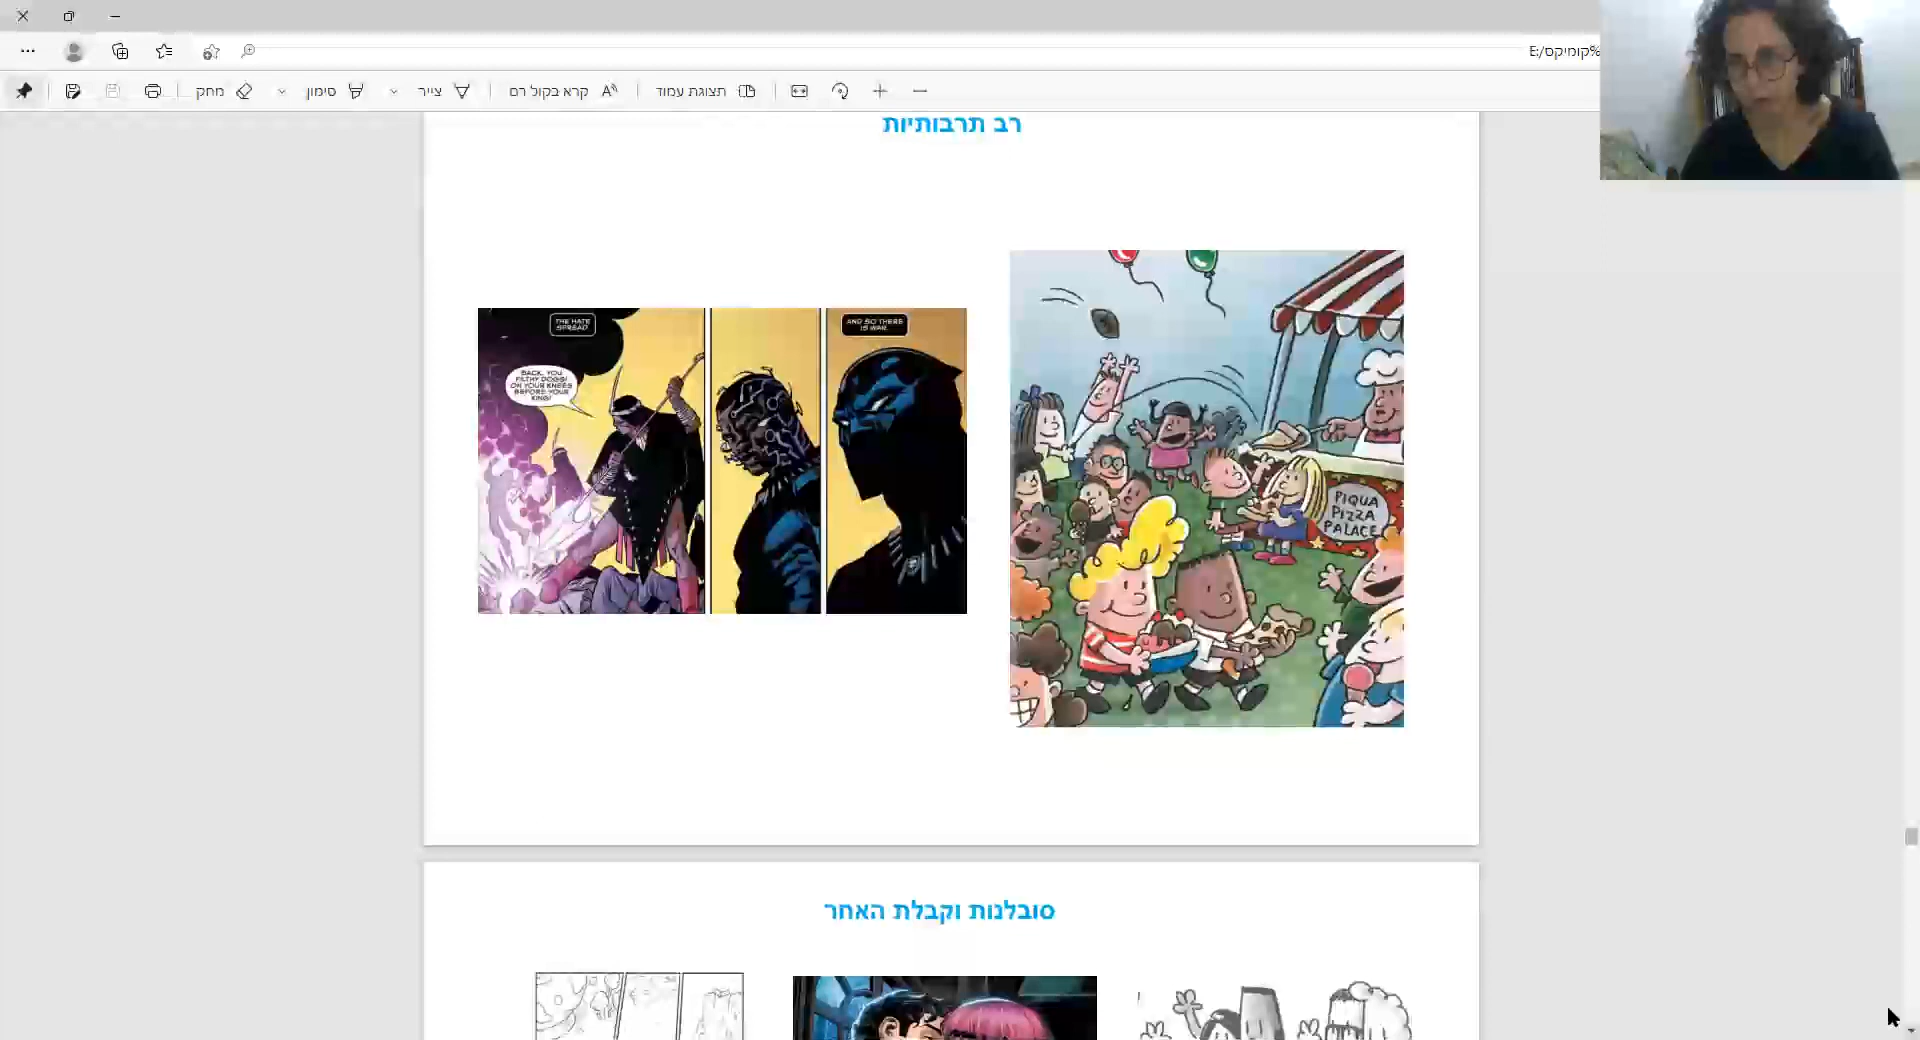 E:/קומיקס%
מחק
סימון
צייר
קרא בקול רם
תצוגת עמוד
רב תרבותיות
THE HATE
SPREAD.
BACK, YOU
FILTHY DOGS!
ON YOUR KNEES
BEFORE YOUR
KING!
AND SO THERE
IS WAR.
PIQUA
PIZZA
PALACE
סובלנות וקבלת האחר